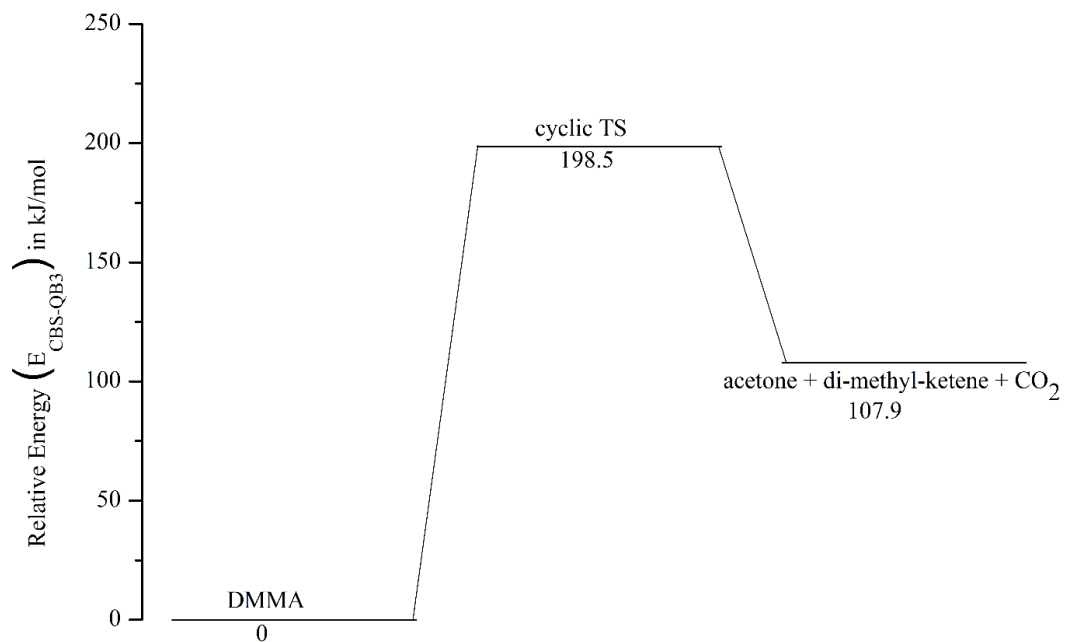 250
200
150
100
50
0
Relative Energy (E_CBS-QB3) in kJ/mol
cyclic TS
198.5
acetone + di-methyl-ketene + CO2
107.9
DMMA
0